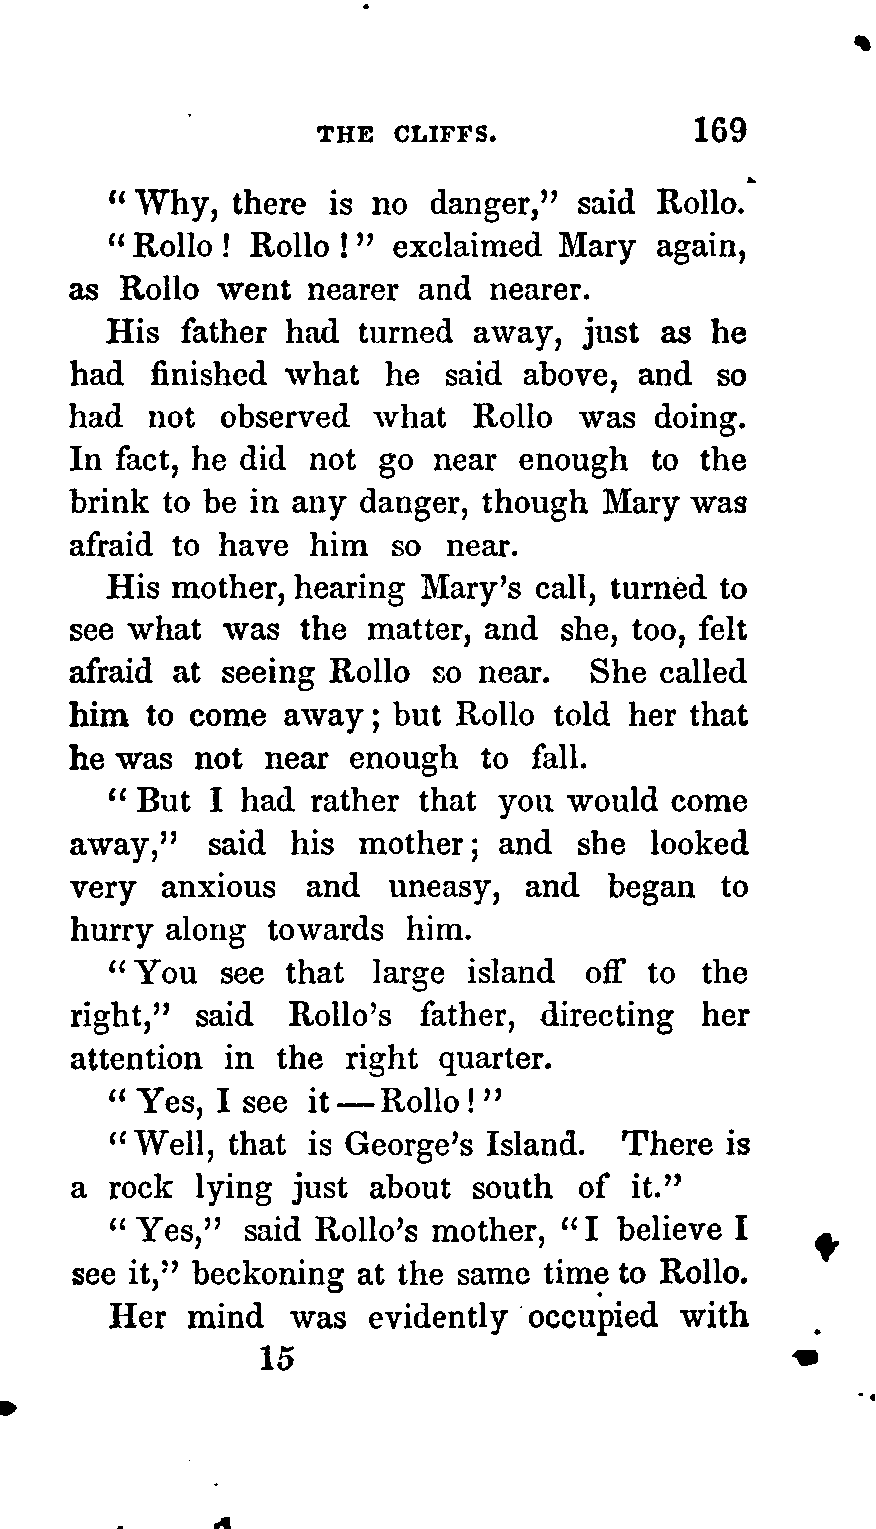 THE CLIFFS. 169
“Why, there is no danger,” said Rollo.
“Rollo! Rollo!” exclaimed Mary again,
as Rollo went nearer and nearer.
His father had turned away, just as he
had finished what he said above, and so
had not observed what Rollo was doing.
In fact, he did not go near enough to the
brink to be in any danger, though Mary was
afraid to have him so near.
His mother, hearing Mary’s call, turned to
see what was the matter, and she, too, felt
afraid at seeing Rollo so near. She called
him to come away; but Rollo told her that
he was not near enough to fall.
“But I had rather that you would come
away,” said his mother; and she looked
very anxious and uneasy, and began to
hurry along towards him.
“You see that large island off to the
right,” said Rollo’s father, directing her
attention in the right quarter.
“Yes, I see it—Rollo!”
“Well, that is George’s Island. There is
a rock lying just about south of it.”
“Yes,” said Rollo’s mother, “I believe I
see it,” beckoning at the same time to Rollo.
Her mind was evidently occupied with
15